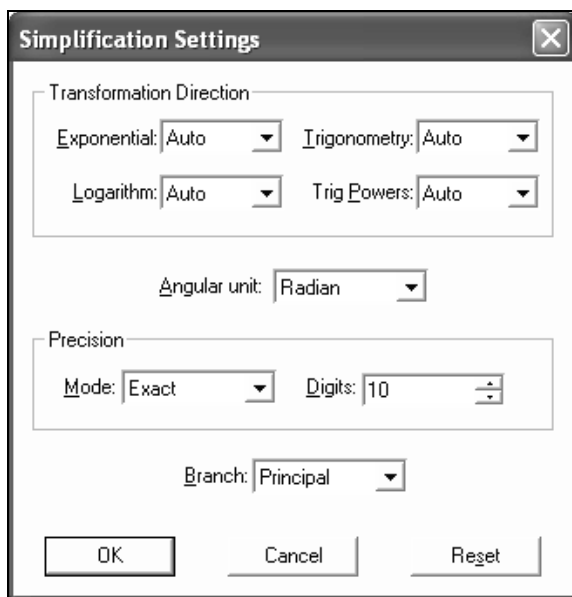 Simplification Settings
Transformation Direction
Exponential: Auto Trigonometry: Auto
Logarithm: Auto Trig Powers: Auto
Angular unit: Radian
Precision
Mode: Exact Digits: 10
Branch: Principal
OK Cancel Reset